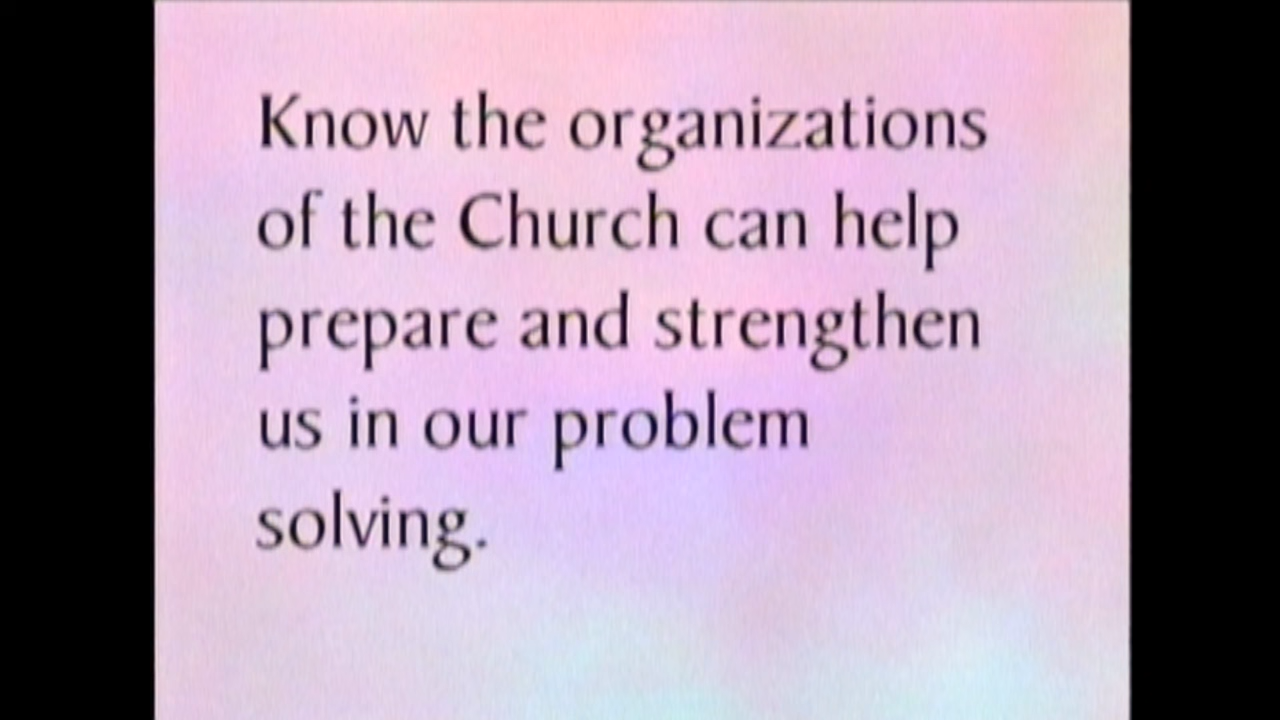 Know the organizations
of the Church can help
prepare and strengthen
us in our problem
solving.